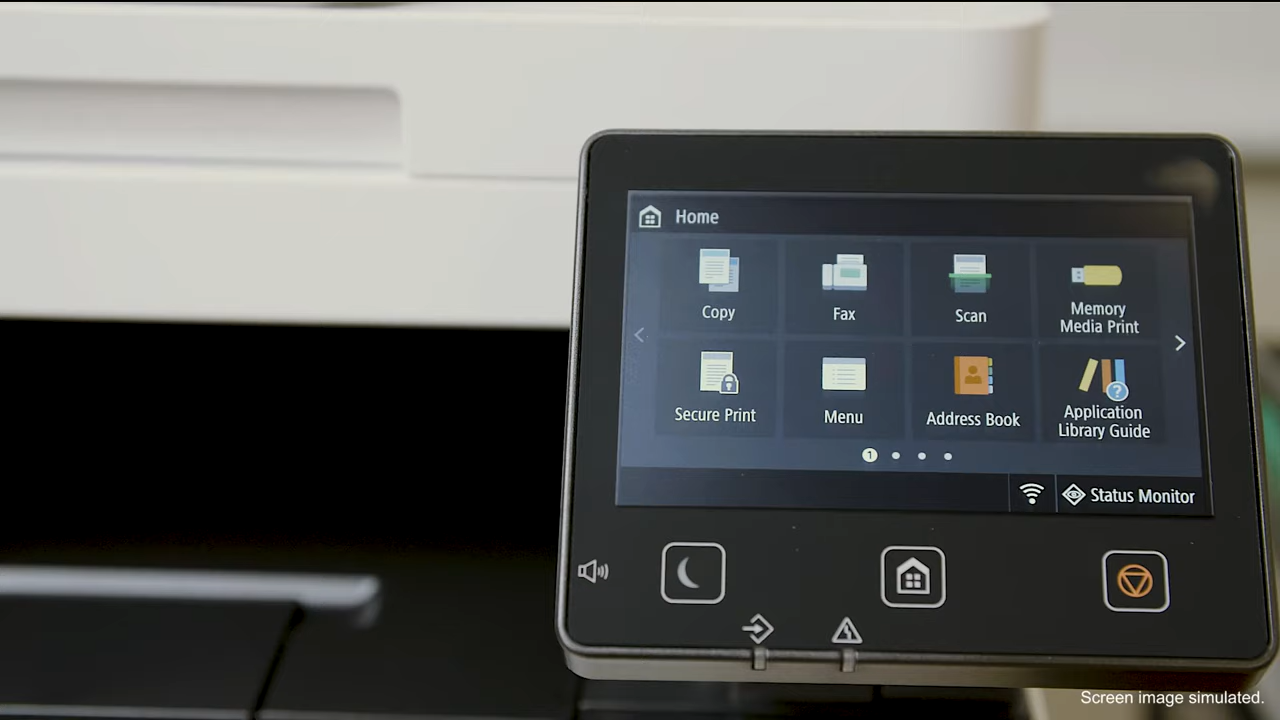 Home
Copy
Fax
Scan
Memory
Media Print
Secure Print
Menu
Address Book
Application
Library Guide
1
Status Monitor
Screen image simulated.